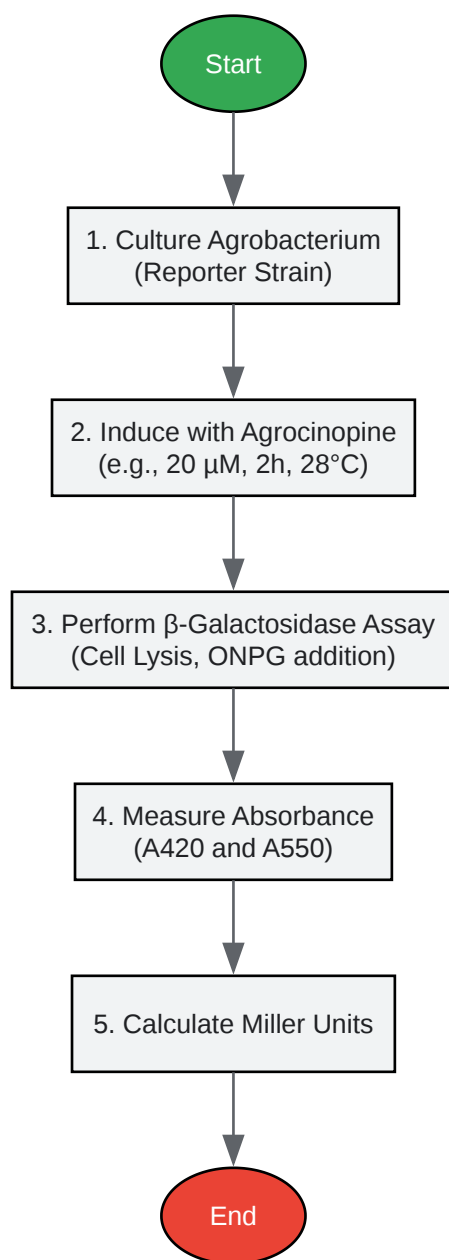 Start
1. Culture Agrobacterium
(Reporter Strain)
2. Induce with Agrocinopine
(e.g., 20 µM, 2h, 28°C)
3. Perform β-Galactosidase Assay
(Cell Lysis, ONPG addition)
4. Measure Absorbance
(A420 and A550)
5. Calculate Miller Units
End